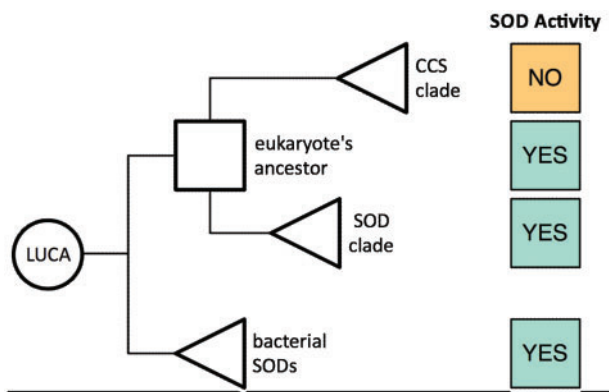 SOD Activity
CCS
clade
NO
eukaryote's
ancestor
YES
SOD
clade
YES
LUCA
bacterial
SODs
YES